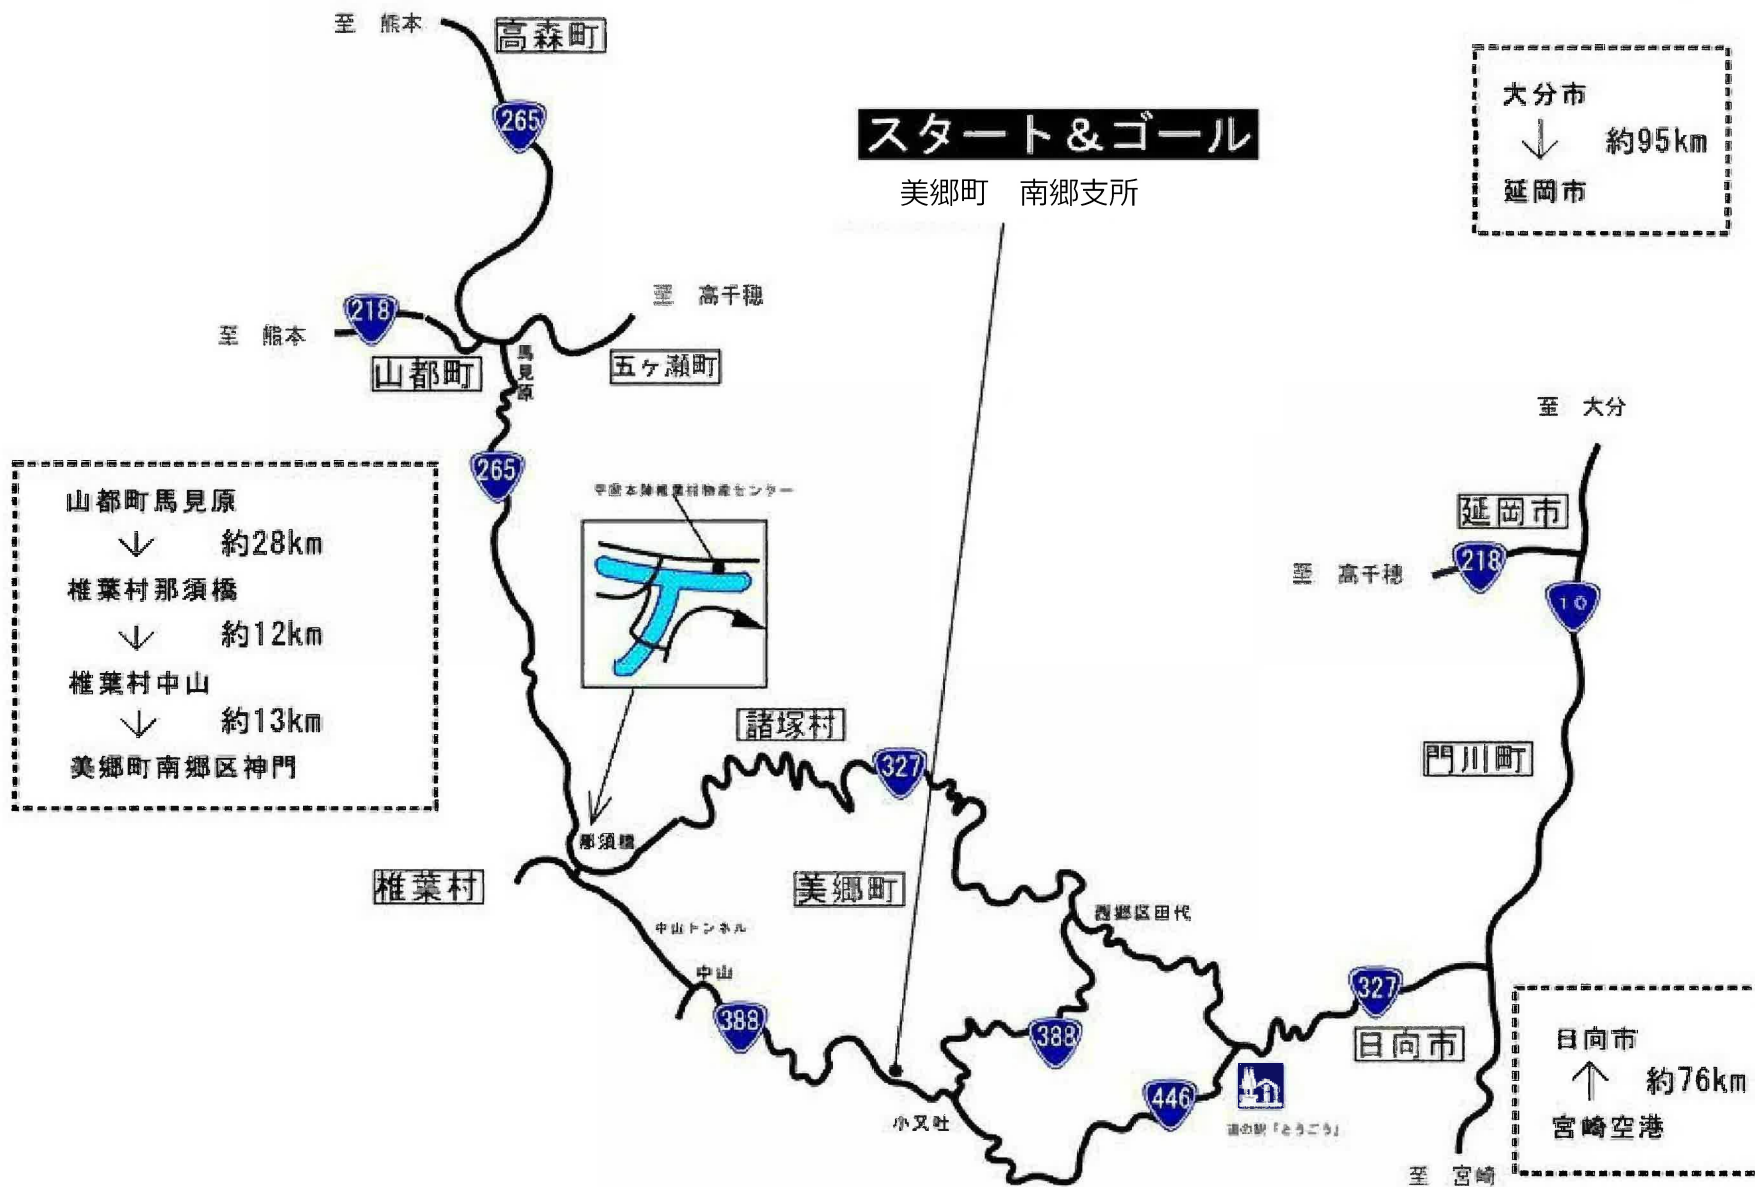 至 熊本
高森町
265
スタート&ゴール
美郷町 南郷支所
大分市
↓ 約95km
延岡市
至 高千穂
218
至 熊本
山都町
馬見原
五ヶ瀬町
至 大分
265
山都町馬見原
↓ 約28km
椎葉村那須橋
↓ 約12km
椎葉村中山
↓ 約13km
美郷町南郷区神門
延岡市
218
至 高千穂
10
諸塚村
327
門川町
那須橋
椎葉村
美郷町
西郷区田代
中山トンネル
中山
388
327
388
日向市
446
小又吐
道の駅「とうごう」
日向市
↑ 約76km
宮崎空港
至 宮崎